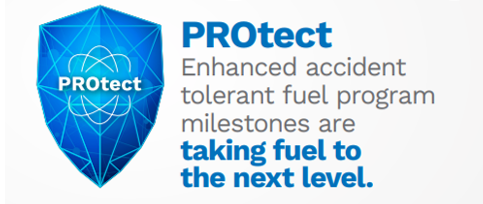 PROtect
PROtect
Enhanced accident
tolerant fuel program
milestones are
taking fuel to
the next level.